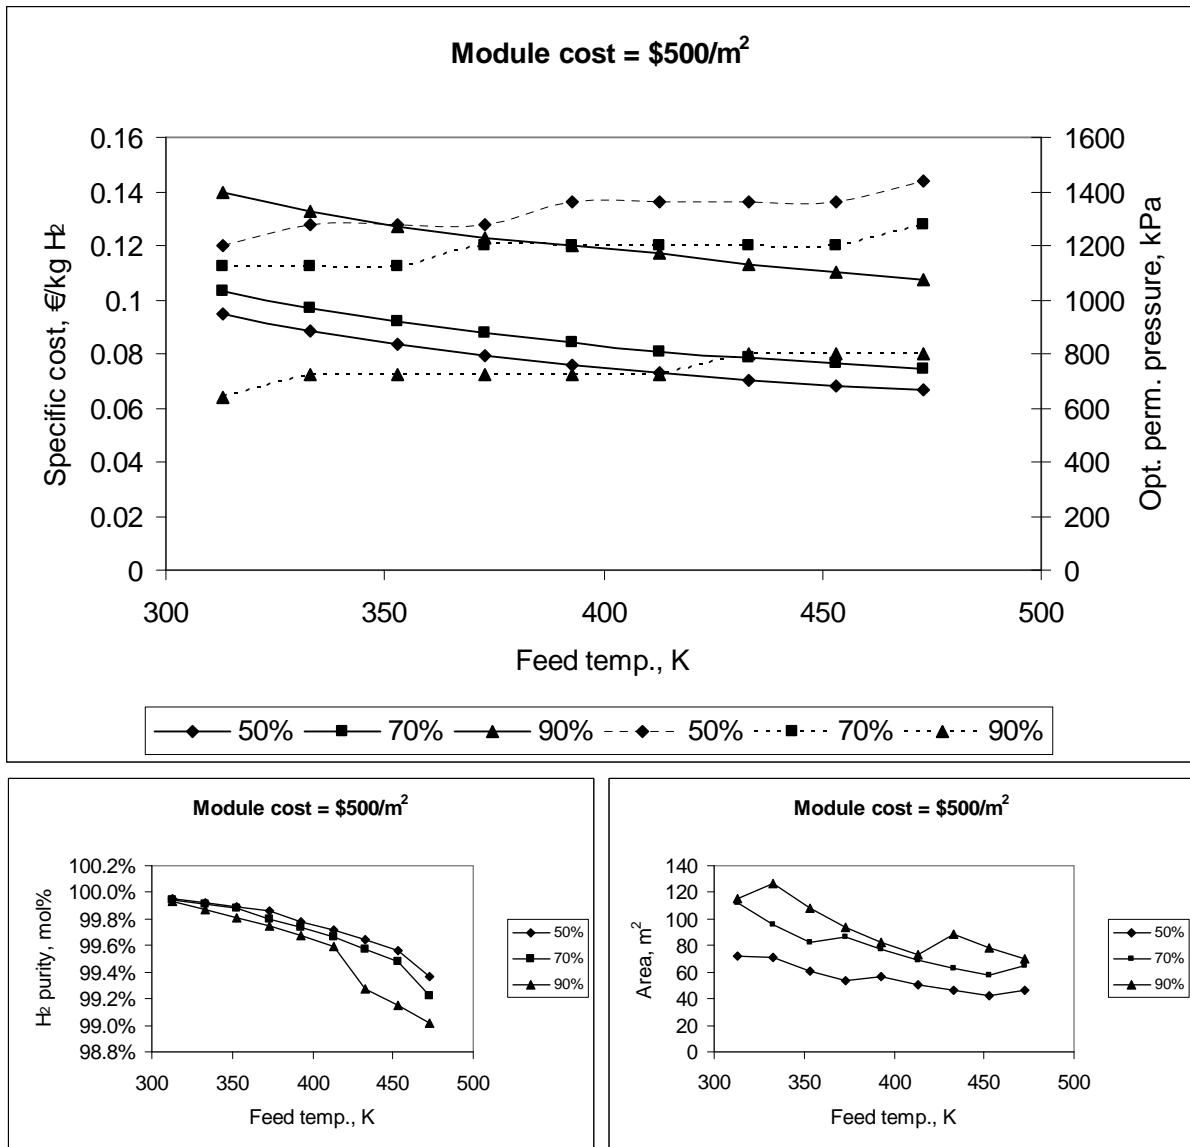 Module cost = $500/m²
Specific cost, €/kg H₂
0.16
0.14
0.12
0.1
0.08
0.06
0.04
0.02
0
1600
1400
1200
1000
800
600
400
200
0
Opt. perm. pressure, kPa
300 350 400 450 500
Feed temp., K
50% 70% 90% 50% 70% 90%
Module cost = $500/m²
H₂ purity, mol%
100.2%
100.0%
99.8%
99.6%
99.4%
99.2%
99.0%
98.8%
300 350 400 450 500
Feed temp., K
50%
70%
90%
Module cost = $500/m²
Area, m²
140
120
100
80
60
40
20
0
300 350 400 450 500
Feed temp., K
50%
70%
90%